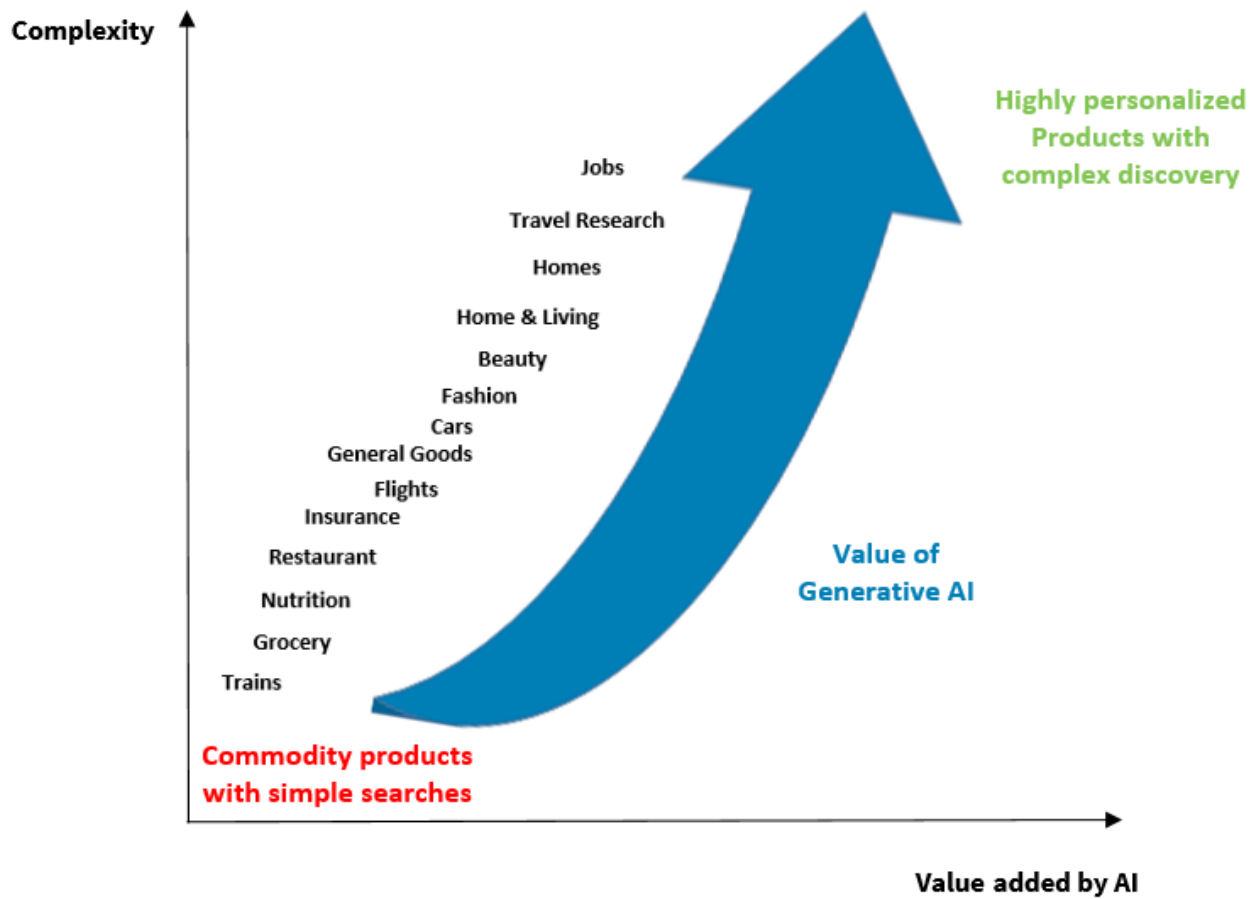 Complexity
Highly personalized
Products with
complex discovery
Jobs
Travel Research
Homes
Home & Living
Beauty
Fashion
Cars
General Goods
Flights
Insurance
Restaurant
Nutrition
Grocery
Trains
Value of
Generative AI
Commodity products
with simple searches
Value added by AI